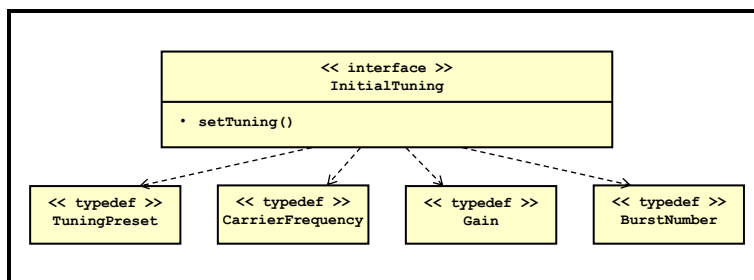 << interface >>
InitialTuning
• setTuning()
<< typedef >>
TuningPreset
<< typedef >>
CarrierFrequency
<< typedef >>
Gain
<< typedef >>
BurstNumber